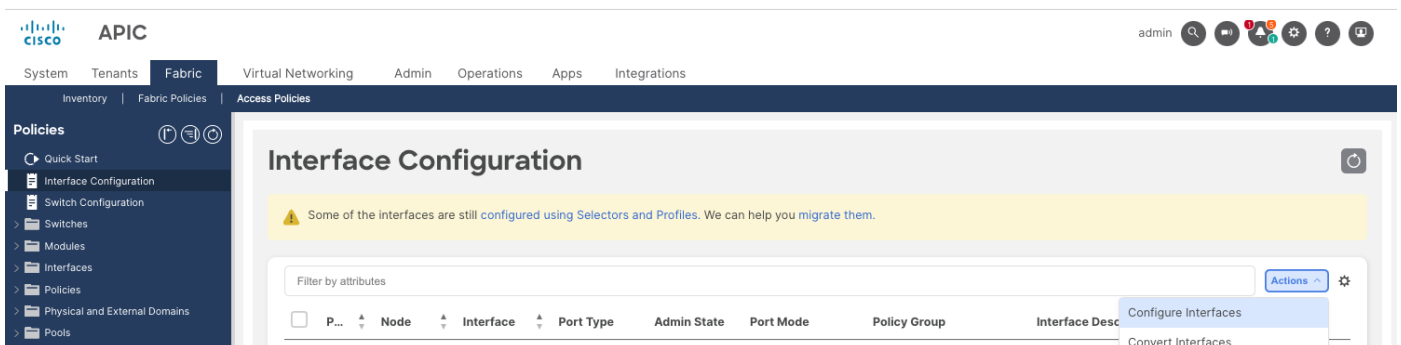 cisco APIC admin 1 5 1 ?
System Tenants Fabric Virtual Networking Admin Operations Apps Integrations
Inventory | Fabric Policies | Access Policies
Policies
Quick Start
Interface Configuration
Switch Configuration
Switches
Modules
Interfaces
Policies
Physical and External Domains
Pools
Interface Configuration
Some of the interfaces are still configured using Selectors and Profiles. We can help you migrate them.
Filter by attributes Actions
P... Node Interface Port Type Admin State Port Mode Policy Group Interface Desc
Configure Interfaces
Convert Interfaces